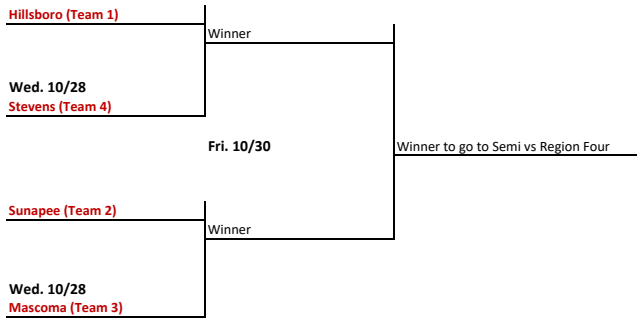 Hillsboro (Team 1)
Winner
Wed. 10/28
Stevens (Team 4)
Fri. 10/30
Winner to go to Semi vs Region Four
Sunapee (Team 2)
Winner
Wed. 10/28
Mascoma (Team 3)